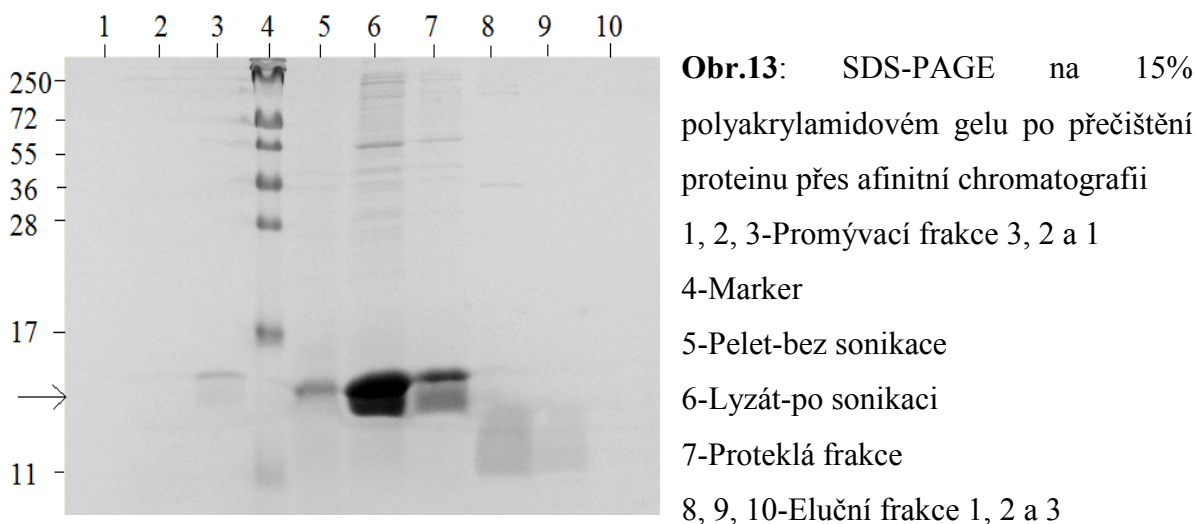 1 2 3 4 5 6 7 8 9 10
250
72
55
36
28
17
11
Obr.13: SDS-PAGE na 15%
polyakrylamidovém gelu po přečištění
proteinu přes afinitní chromatografii
1, 2, 3-Promývací frakce 3, 2 a 1
4-Marker
5-Pelet-bez sonikace
6-Lyzát-po sonikaci
7-Proteklá frakce
8, 9, 10-Eluční frakce 1, 2 a 3